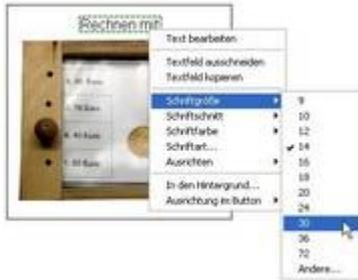 Rechnen mit
Text bearbeiten
Textfeld ausschneiden
Textfeld kopieren
Schriftgröße
Schriftschnitt
Schriftfarbe
Schriftart...
Ausrichten
In den Hintergrund...
Ausrichtung im Button
9
10
12
14
16
18
20
24
30
36
72
Andere...